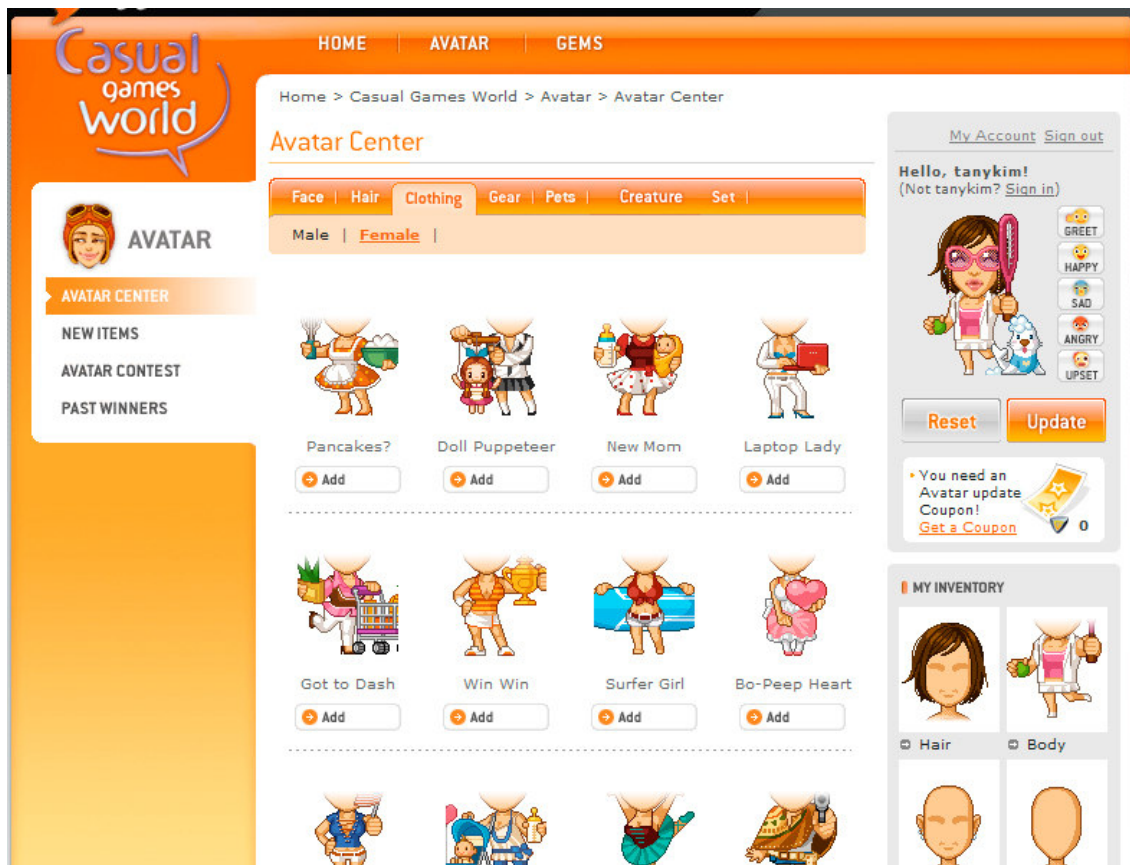 Casual
games
world
HOME
AVATAR
GEMS
Home > Casual Games World > Avatar > Avatar Center
Avatar Center
Face | Hair | Clothing | Gear | Pets | Creature Set |
Male | Female |
AVATAR
AVATAR CENTER
NEW ITEMS
AVATAR CONTEST
PAST WINNERS
Pancakes? Doll Puppeteer New Mom Laptop Lady
Add Add Add Add
Got to Dash Win Win Surfer Girl Bo-Peep Heart
Add Add Add Add
My Account Sign out
Hello, tanykim!
(Not tanykim? Sign in)
GREET
HAPPY
SAD
ANGRY
UPSET
Reset Update
You need an
Avatar update
Coupon!
Get a Coupon 0
MY INVENTORY
Hair Body